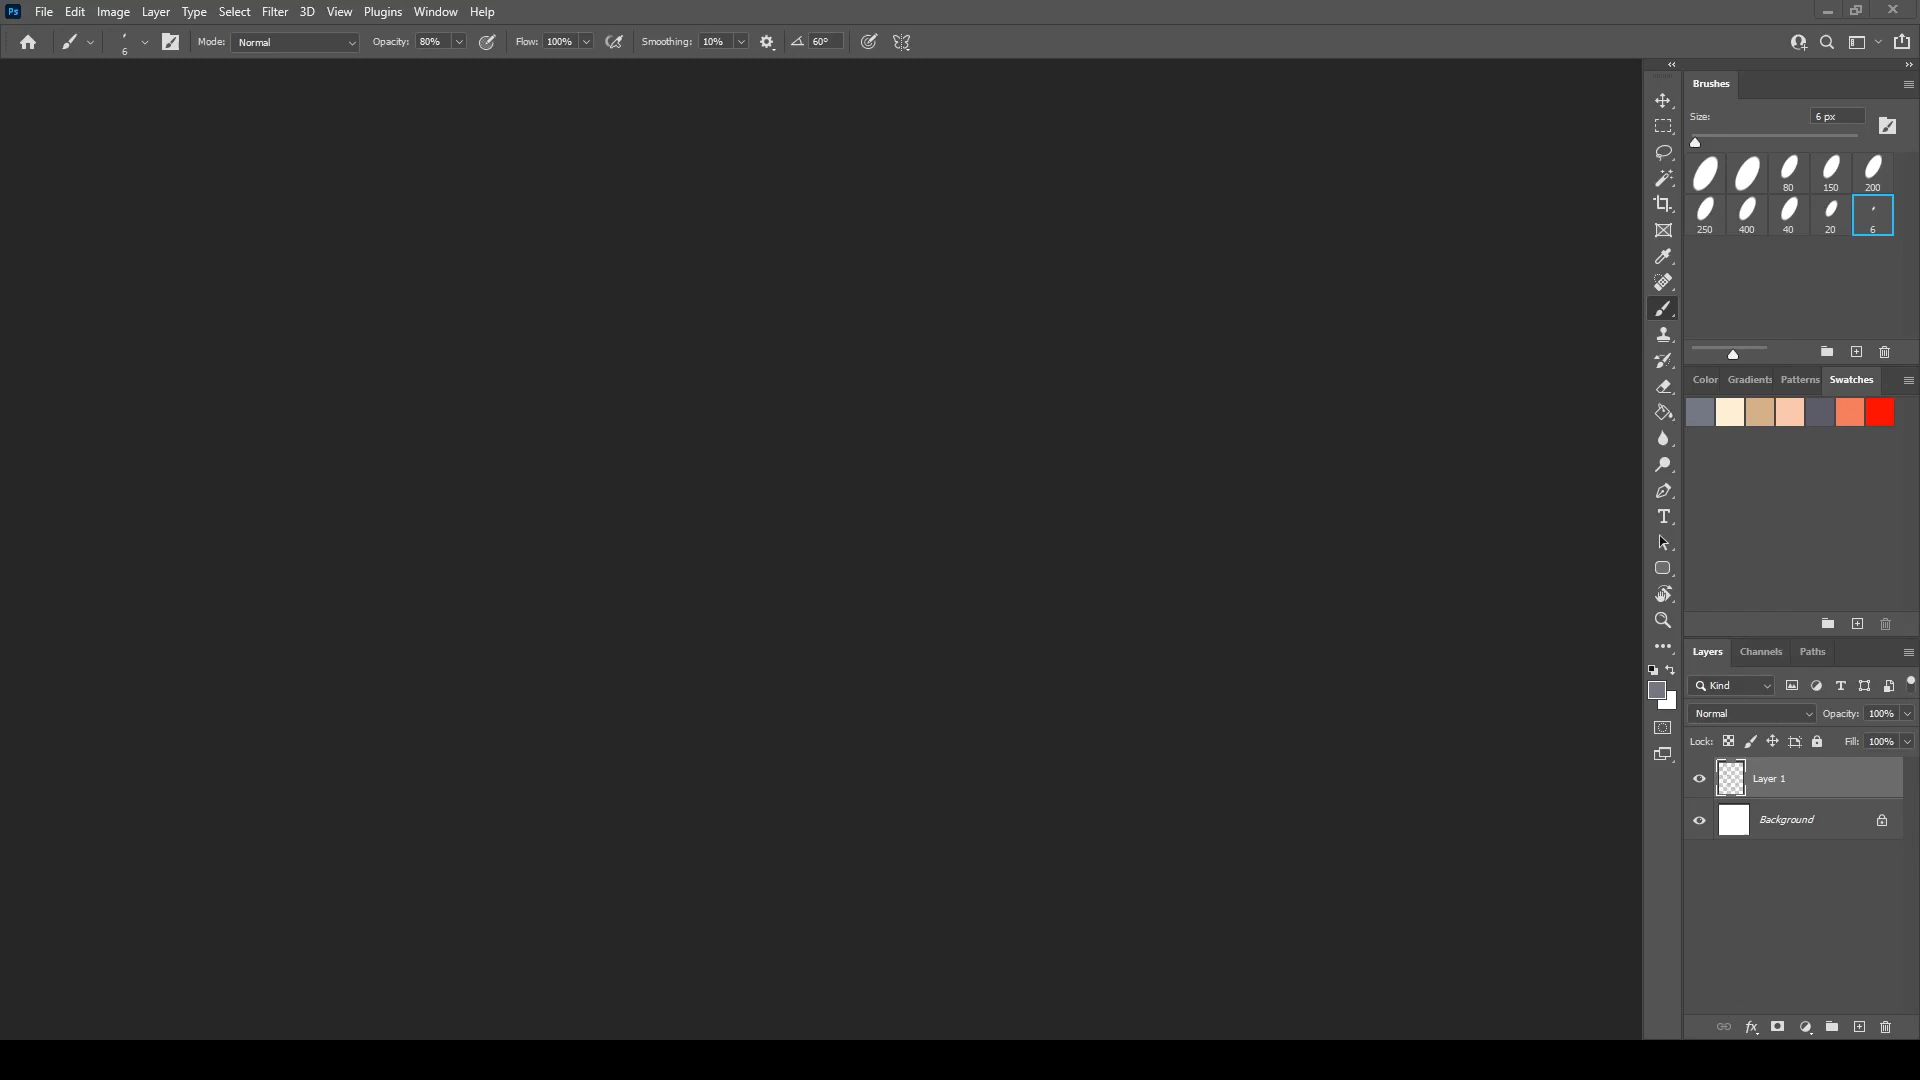 Ps File Edit Image Layer Type Select Filter 3D View Plugins Window Help
6 Mode: Normal Opacity: 80% Flow: 100% Smoothing: 10% 60°
Brushes
Size: 6 px
80 150 200
250 400 40 20 6
Color Gradients Patterns Swatches
T
Layers Channels Paths
Kind T
Normal Opacity: 100%
Lock: Fill: 100%
Layer 1
Background
fx